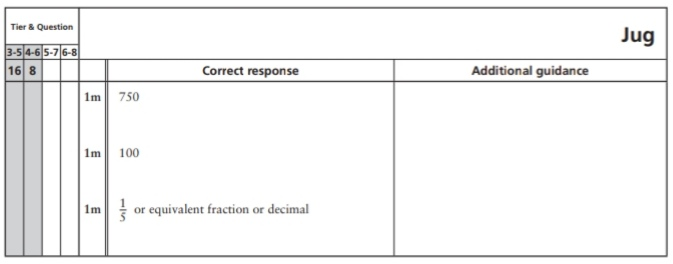 Tier & Question
Jug
3-5 4-6 5-7 6-8
16 8 Correct response Additional guidance
1m 750
1m 100
1m 1/5 or equivalent fraction or decimal